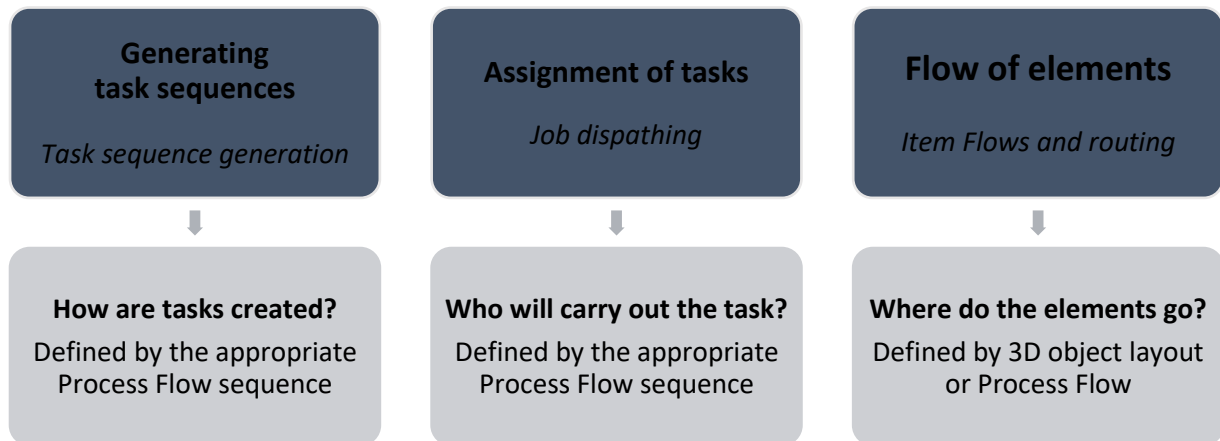 Generating
task sequences
Task sequence generation
How are tasks created?
Defined by the appropriate
Process Flow sequence
Assignment of tasks
Job dispathing
Who will carry out the task?
Defined by the appropriate
Process Flow sequence
Flow of elements
Item Flows and routing
Where do the elements go?
Defined by 3D object layout
or Process Flow